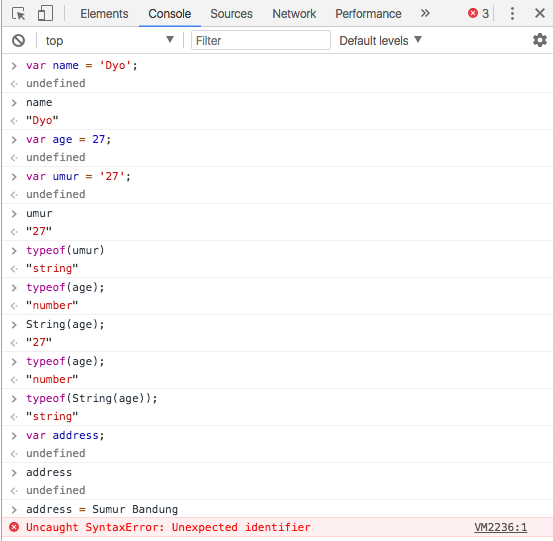 Elements Console Sources Network Performance » 3
top Filter Default levels
> var name = 'Dyo';
< undefined
> name
< "Dyo"
> var age = 27;
< undefined
> var umur = '27';
< undefined
> umur
< "27"
> typeof(umur)
< "string"
> typeof(age);
< "number"
> String(age);
< "27"
> typeof(age);
< "number"
> typeof(String(age));
< "string"
> var address;
< undefined
> address
< undefined
> address = Sumur Bandung
Uncaught SyntaxError: Unexpected identifier VM2236:1